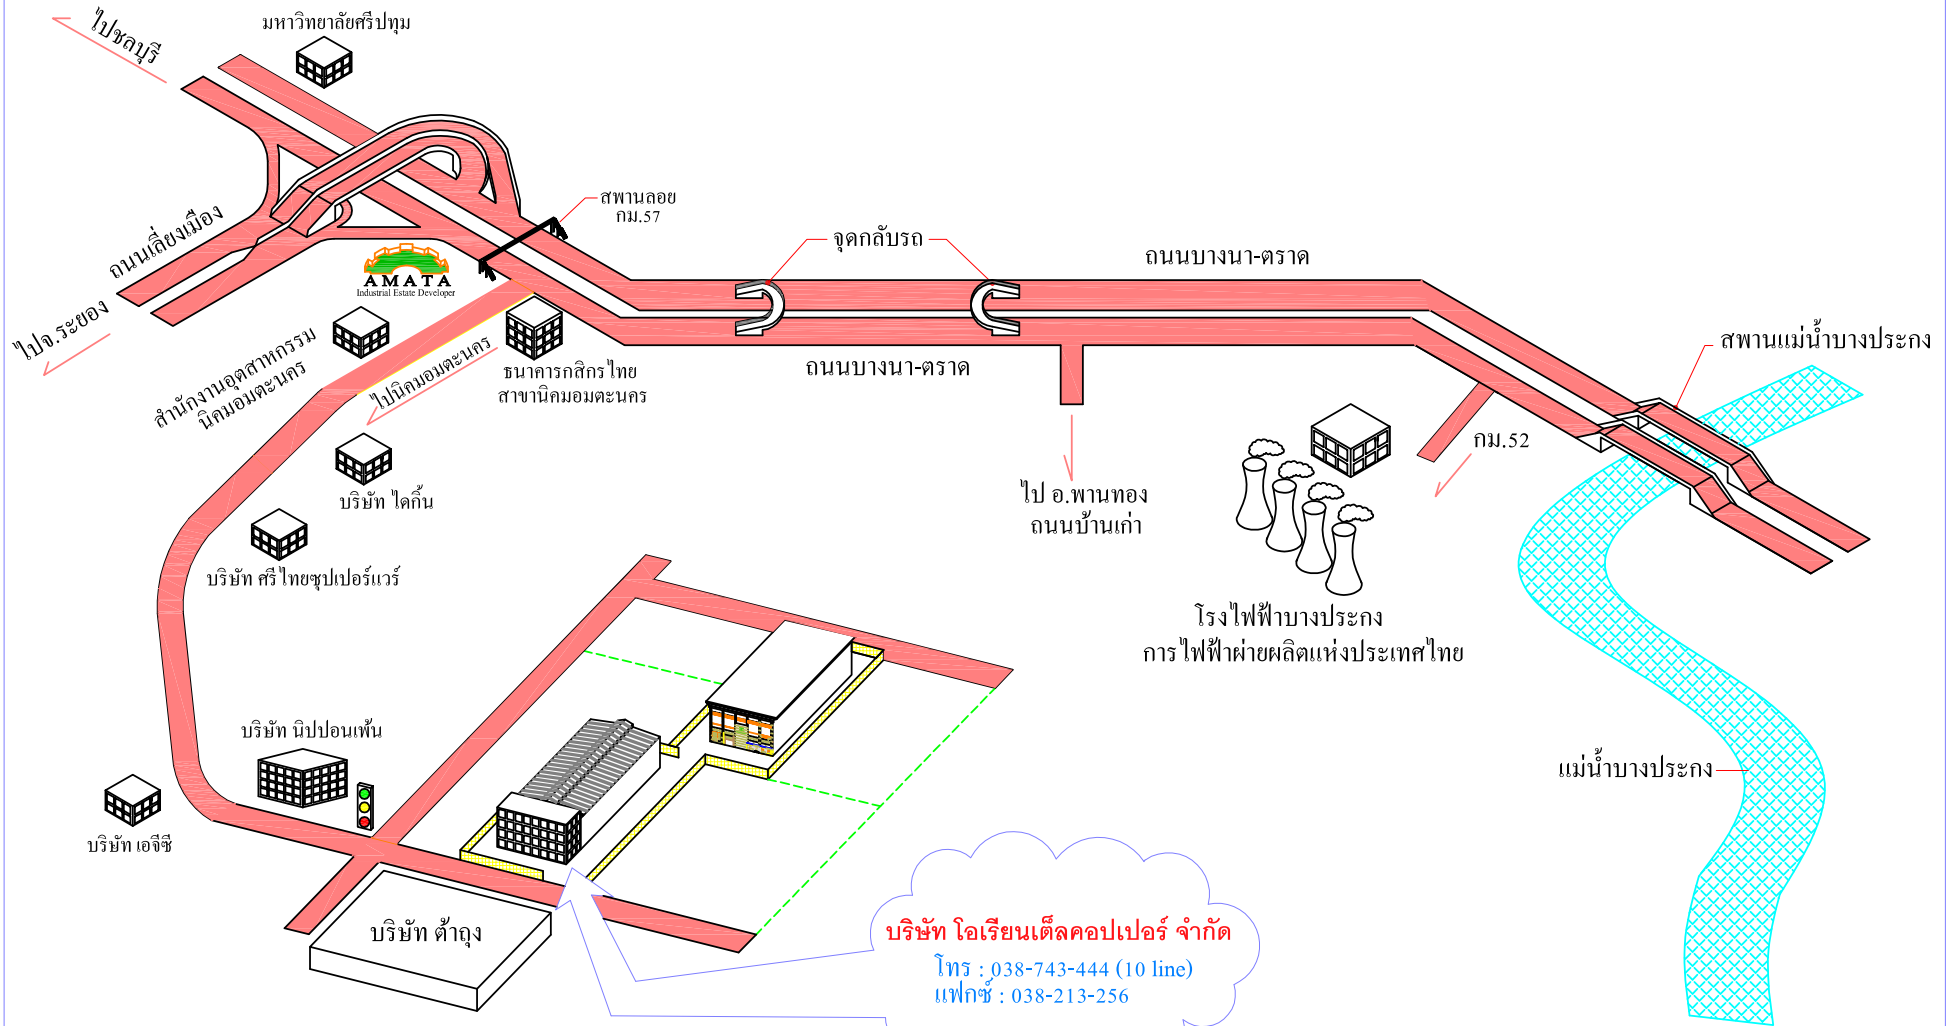 มหาวิทยาลัยศรีปทุม
ไปชลบุรี
สพานลอย
กม.57
ถนนเลี่ยงเมือง
จุดกลับรถ
ถนนบางนา-ตราด
AMATA
Industrial Estate Developer
ไปจ.ระยอง
สำนักงานอุตสาหกรรม
นิคมอมตะนคร
ไปนิคมอมตะนคร
ธนาคารกสิกรไทย
สาขานิคมอมตะนคร
ถนนบางนา-ตราด
สพานแม่น้ำบางประกง
กม.52
บริษัท ไดกิ้น
ไป อ.พานทอง
ถนนบ้านเก่า
บริษัท ศรีไทยซุปเปอร์แวร์
โรงไฟฟ้าบางประกง
การไฟฟ้าฝ่ายผลิตแห่งประเทศไทย
บริษัท นิปปอนเพ้น
แม่น้ำบางประกง
บริษัท เอจีซี
บริษัท ต้าถุง
บริษัท โอเรียนเต็ลคอปเปอร์ จำกัด
โทร : 038-743-444 (10 line)
แฟกซ์ : 038-213-256